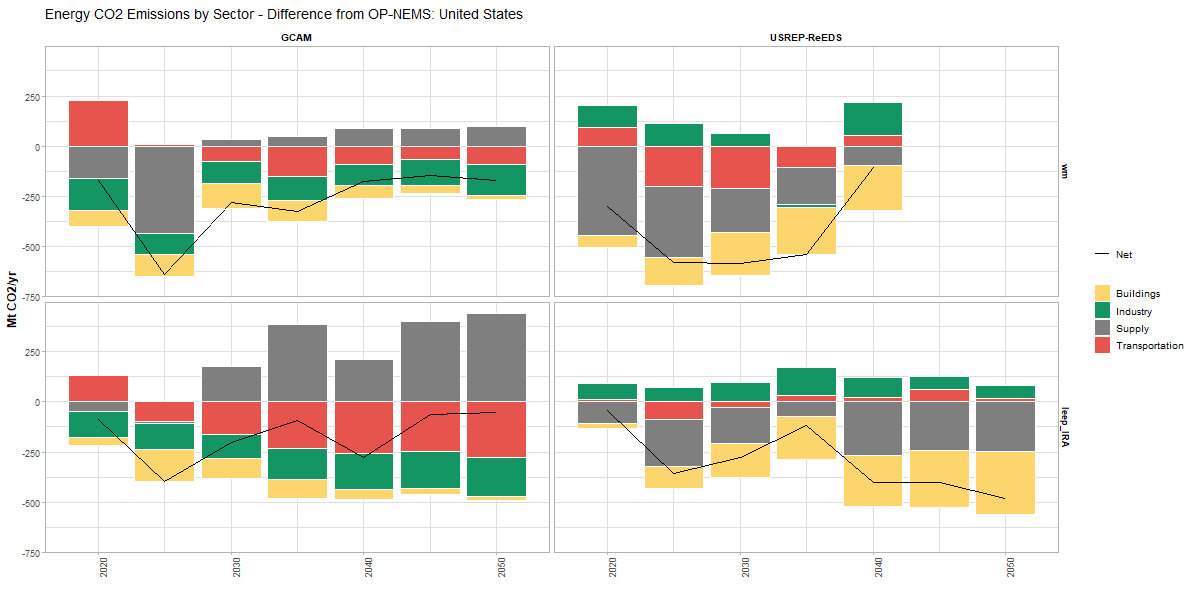 Energy CO2 Emissions by Sector - Difference from OP-NEMS: United States
GCAM
USREP-ReEDS
250
0
-250
-500
-750
wm
250
0
-250
-500
-750
leep_IRA
Mt CO2/yr
2020
2030
2040
2050
2020
2030
2040
2050
Net
Buildings
Industry
Supply
Transportation